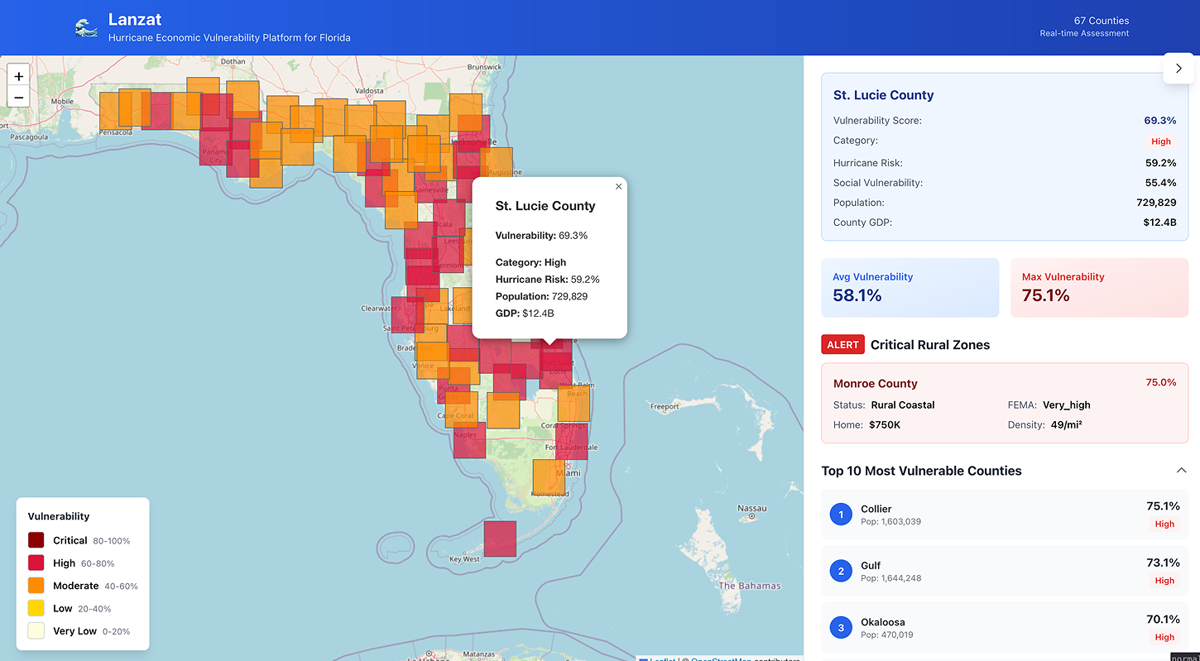 Lanzat
Hurricane Economic Vulnerability Platform for Florida
67 Counties
Real-time Assessment
+
−
Dothan
Brunswick
Valdosta
Mobile
Pensacola
Pascagoula
Panama
City
Augustine
Gainesville
Ocala
Clearwater
Lakeland
Saint Petersburg
Venice
Punta
Cape Coral
Naples
West Palm
Beach
Coral Springs
Fort Lauderdale
Miami
Homestead
Key West
Freeport
Nassau
The Bahamas
Matanzas
St. Lucie County
×
Vulnerability: 69.3%
Category: High
Hurricane Risk: 59.2%
Population: 729,829
GDP: $12.4B
Vulnerability
Critical 80-100%
High 60-80%
Moderate 40-60%
Low 20-40%
Very Low 0-20%
Leaflet | © OpenStreetMap contributors
St. Lucie County
Vulnerability Score: 69.3%
Category: High
Hurricane Risk: 59.2%
Social Vulnerability: 55.4%
Population: 729,829
County GDP: $12.4B
Avg Vulnerability
58.1%
Max Vulnerability
75.1%
ALERT Critical Rural Zones
Monroe County 75.0%
Status: Rural Coastal FEMA: Very_high
Home: $750K Density: 49/mi²
Top 10 Most Vulnerable Counties
1 Collier 75.1%
Pop: 1,603,039 High
2 Gulf 73.1%
Pop: 1,644,248 High
3 Okaloosa 70.1%
Pop: 470,019 High